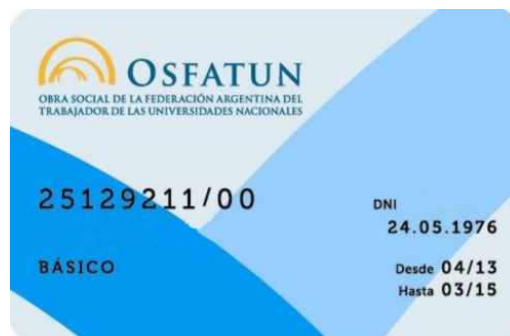 OSFATUN
OBRA SOCIAL DE LA FEDERACIÓN ARGENTINA DEL
TRABAJADOR DE LAS UNIVERSIDADES NACIONALES
25129211/00
DNI
24.05.1976
BÁSICO
Desde 04/13
Hasta 03/15